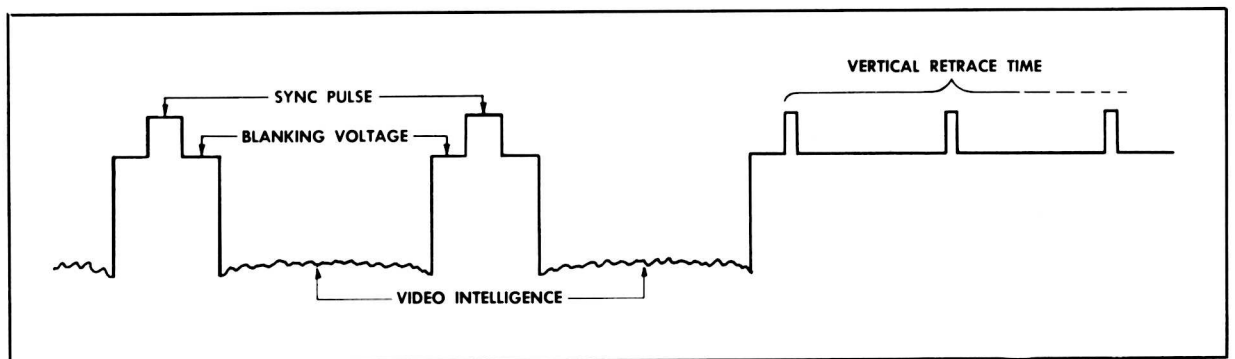 VERTICAL RETRACE TIME
SYNC PULSE
BLANKING VOLTAGE
VIDEO INTELLIGENCE